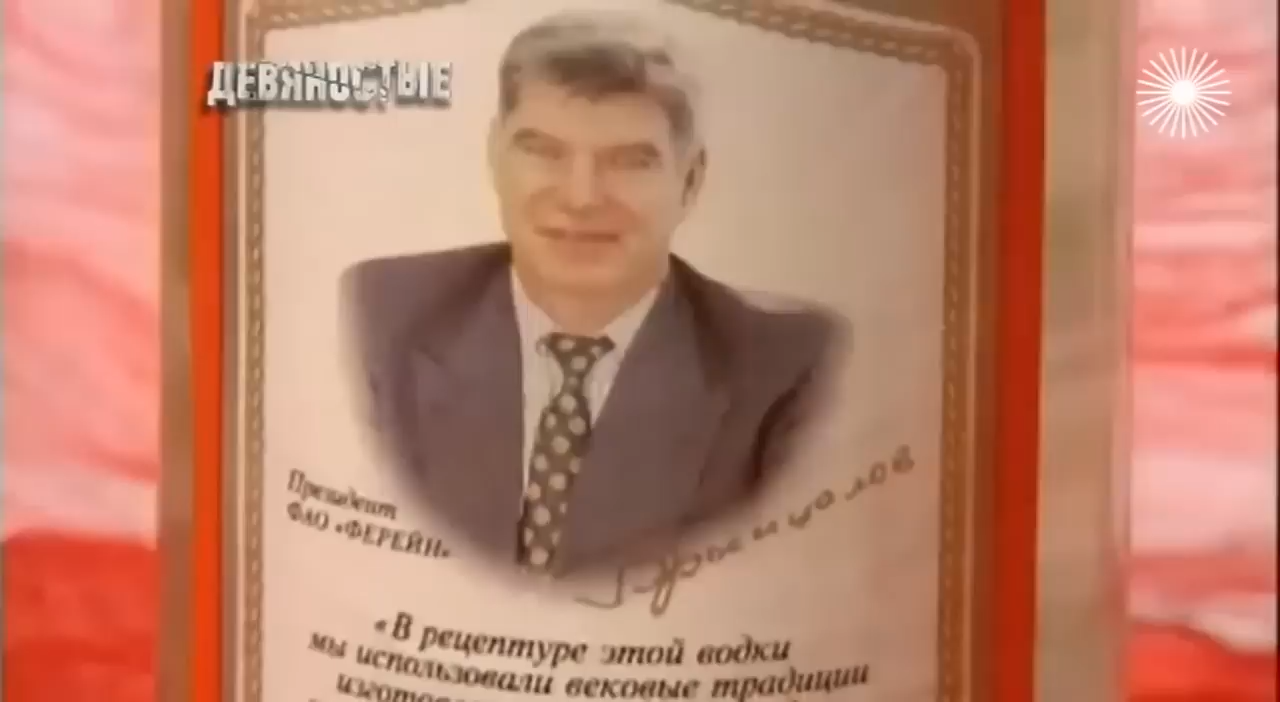 ДЕВЯНОСТЫЕ
Президент
ФАО «ФЕРЕЙН»
«В рецептуре этой водки
мы использовали вековые традиции